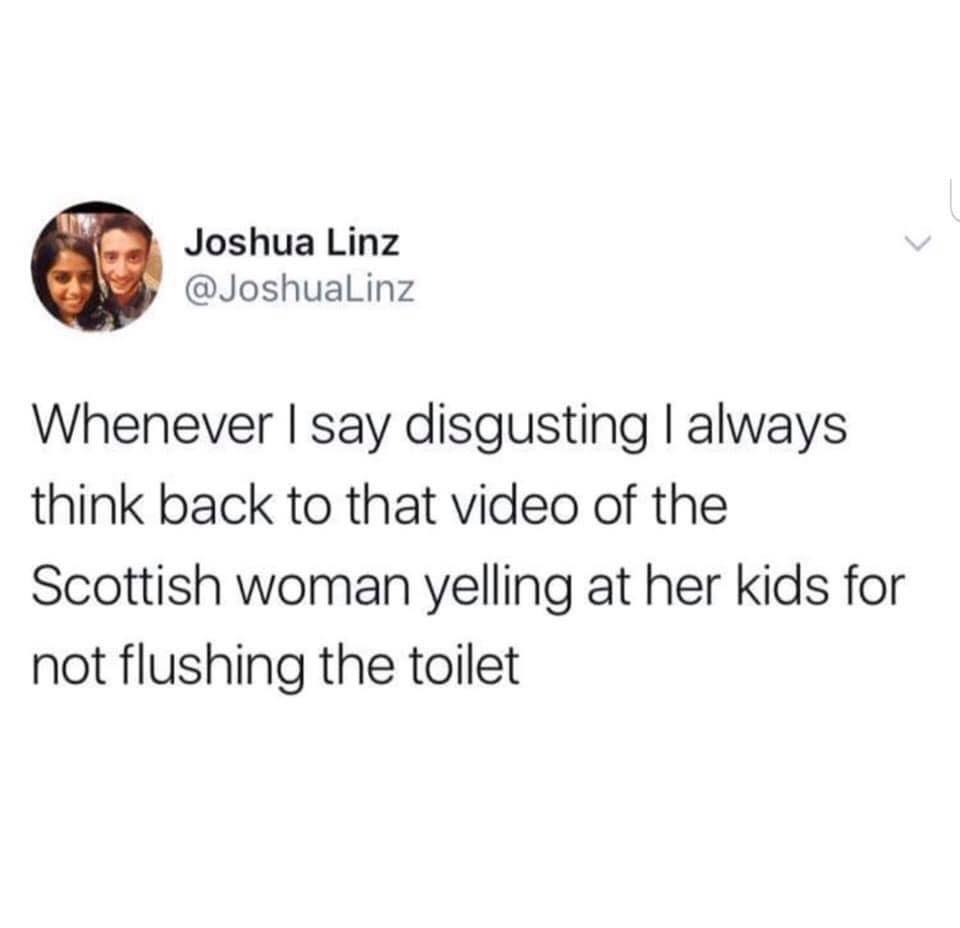 Joshua Linz
@JoshuaLinz
Whenever I say disgusting I always
think back to that video of the
Scottish woman yelling at her kids for
not flushing the toilet